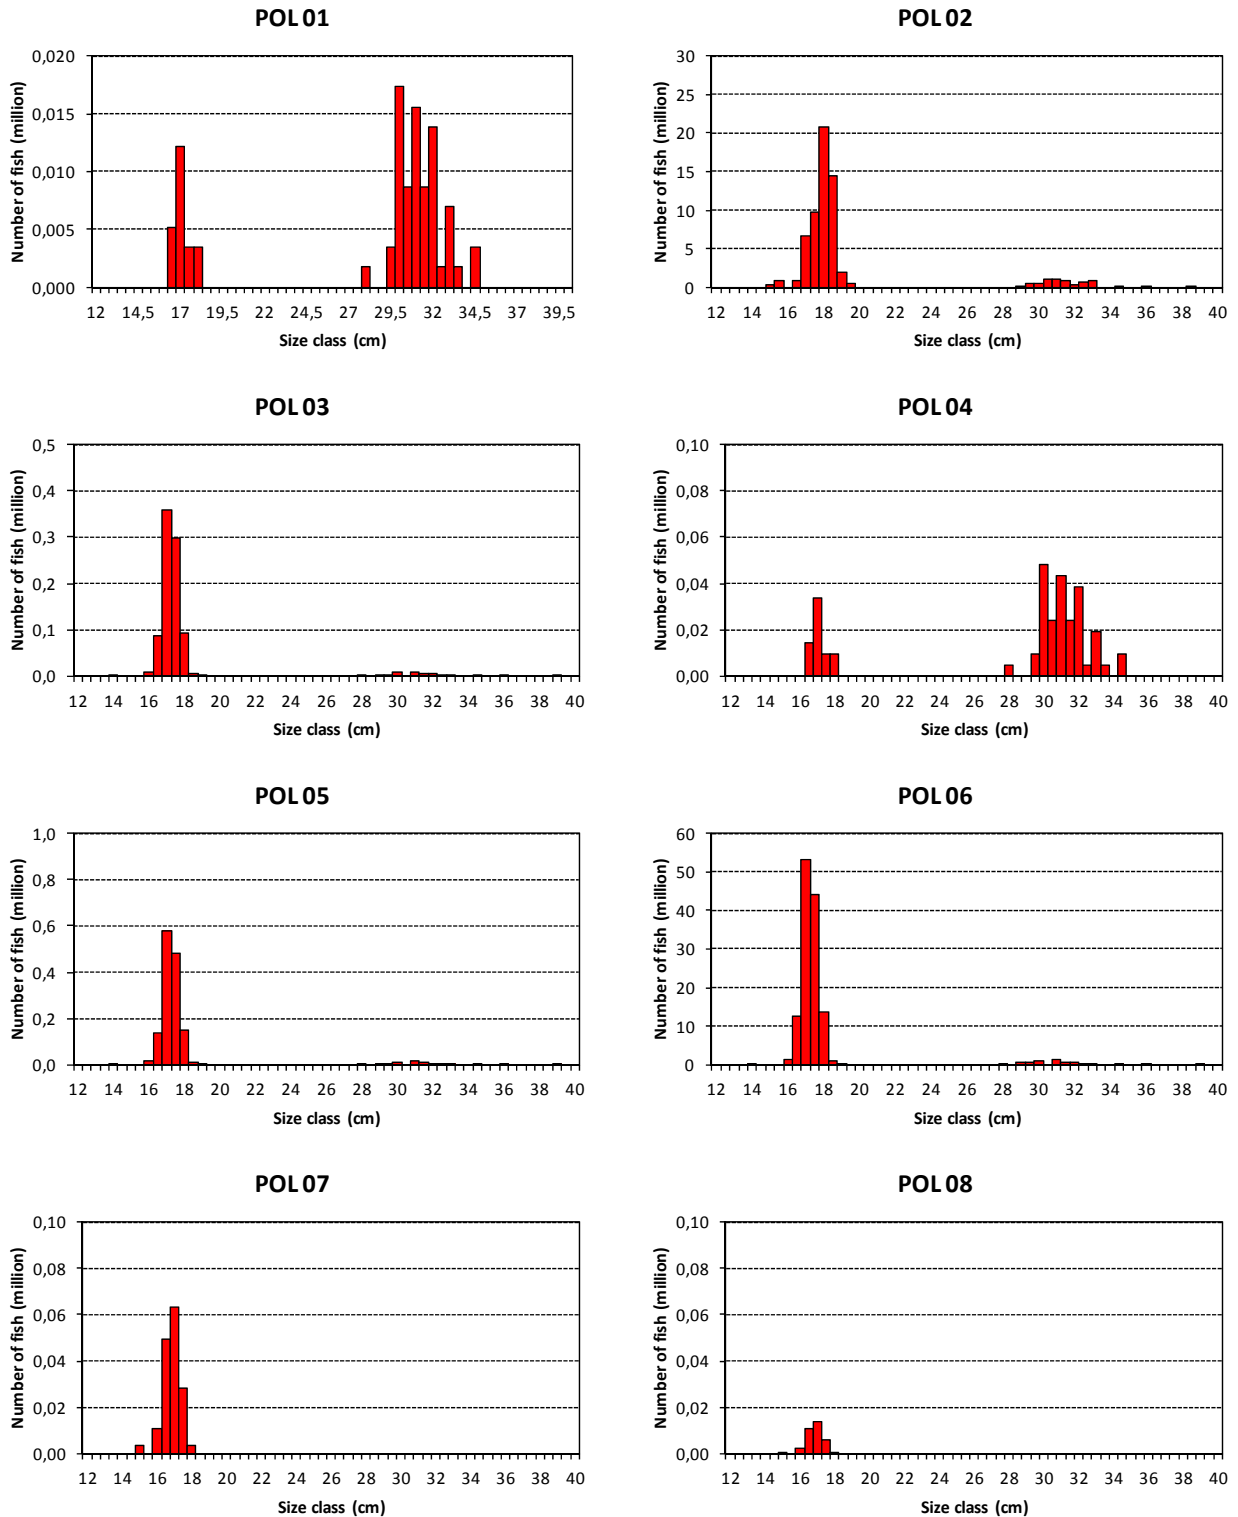 POL 01
Number of fish (million)
0,020
0,015
0,010
0,005
0,000
12 14,5 17 19,5 22 24,5 27 29,5 32 34,5 37 39,5
Size class (cm)
POL 02
Number of fish (million)
30
25
20
15
10
5
0
12 14 16 18 20 22 24 26 28 30 32 34 36 38 40
Size class (cm)
POL 03
Number of fish (million)
0,5
0,4
0,3
0,2
0,1
0,0
12 14 16 18 20 22 24 26 28 30 32 34 36 38 40
Size class (cm)
POL 04
Number of fish (million)
0,10
0,08
0,06
0,04
0,02
0,00
12 14 16 18 20 22 24 26 28 30 32 34 36 38 40
Size class (cm)
POL 05
Number of fish (million)
1,0
0,8
0,6
0,4
0,2
0,0
12 14 16 18 20 22 24 26 28 30 32 34 36 38 40
Size class (cm)
POL 06
Number of fish (million)
60
50
40
30
20
10
0
12 14 16 18 20 22 24 26 28 30 32 34 36 38 40
Size class (cm)
POL 07
Number of fish (million)
0,10
0,08
0,06
0,04
0,02
0,00
12 14 16 18 20 22 24 26 28 30 32 34 36 38 40
Size class (cm)
POL 08
Number of fish (million)
0,10
0,08
0,06
0,04
0,02
0,00
12 14 16 18 20 22 24 26 28 30 32 34 36 38 40
Size class (cm)